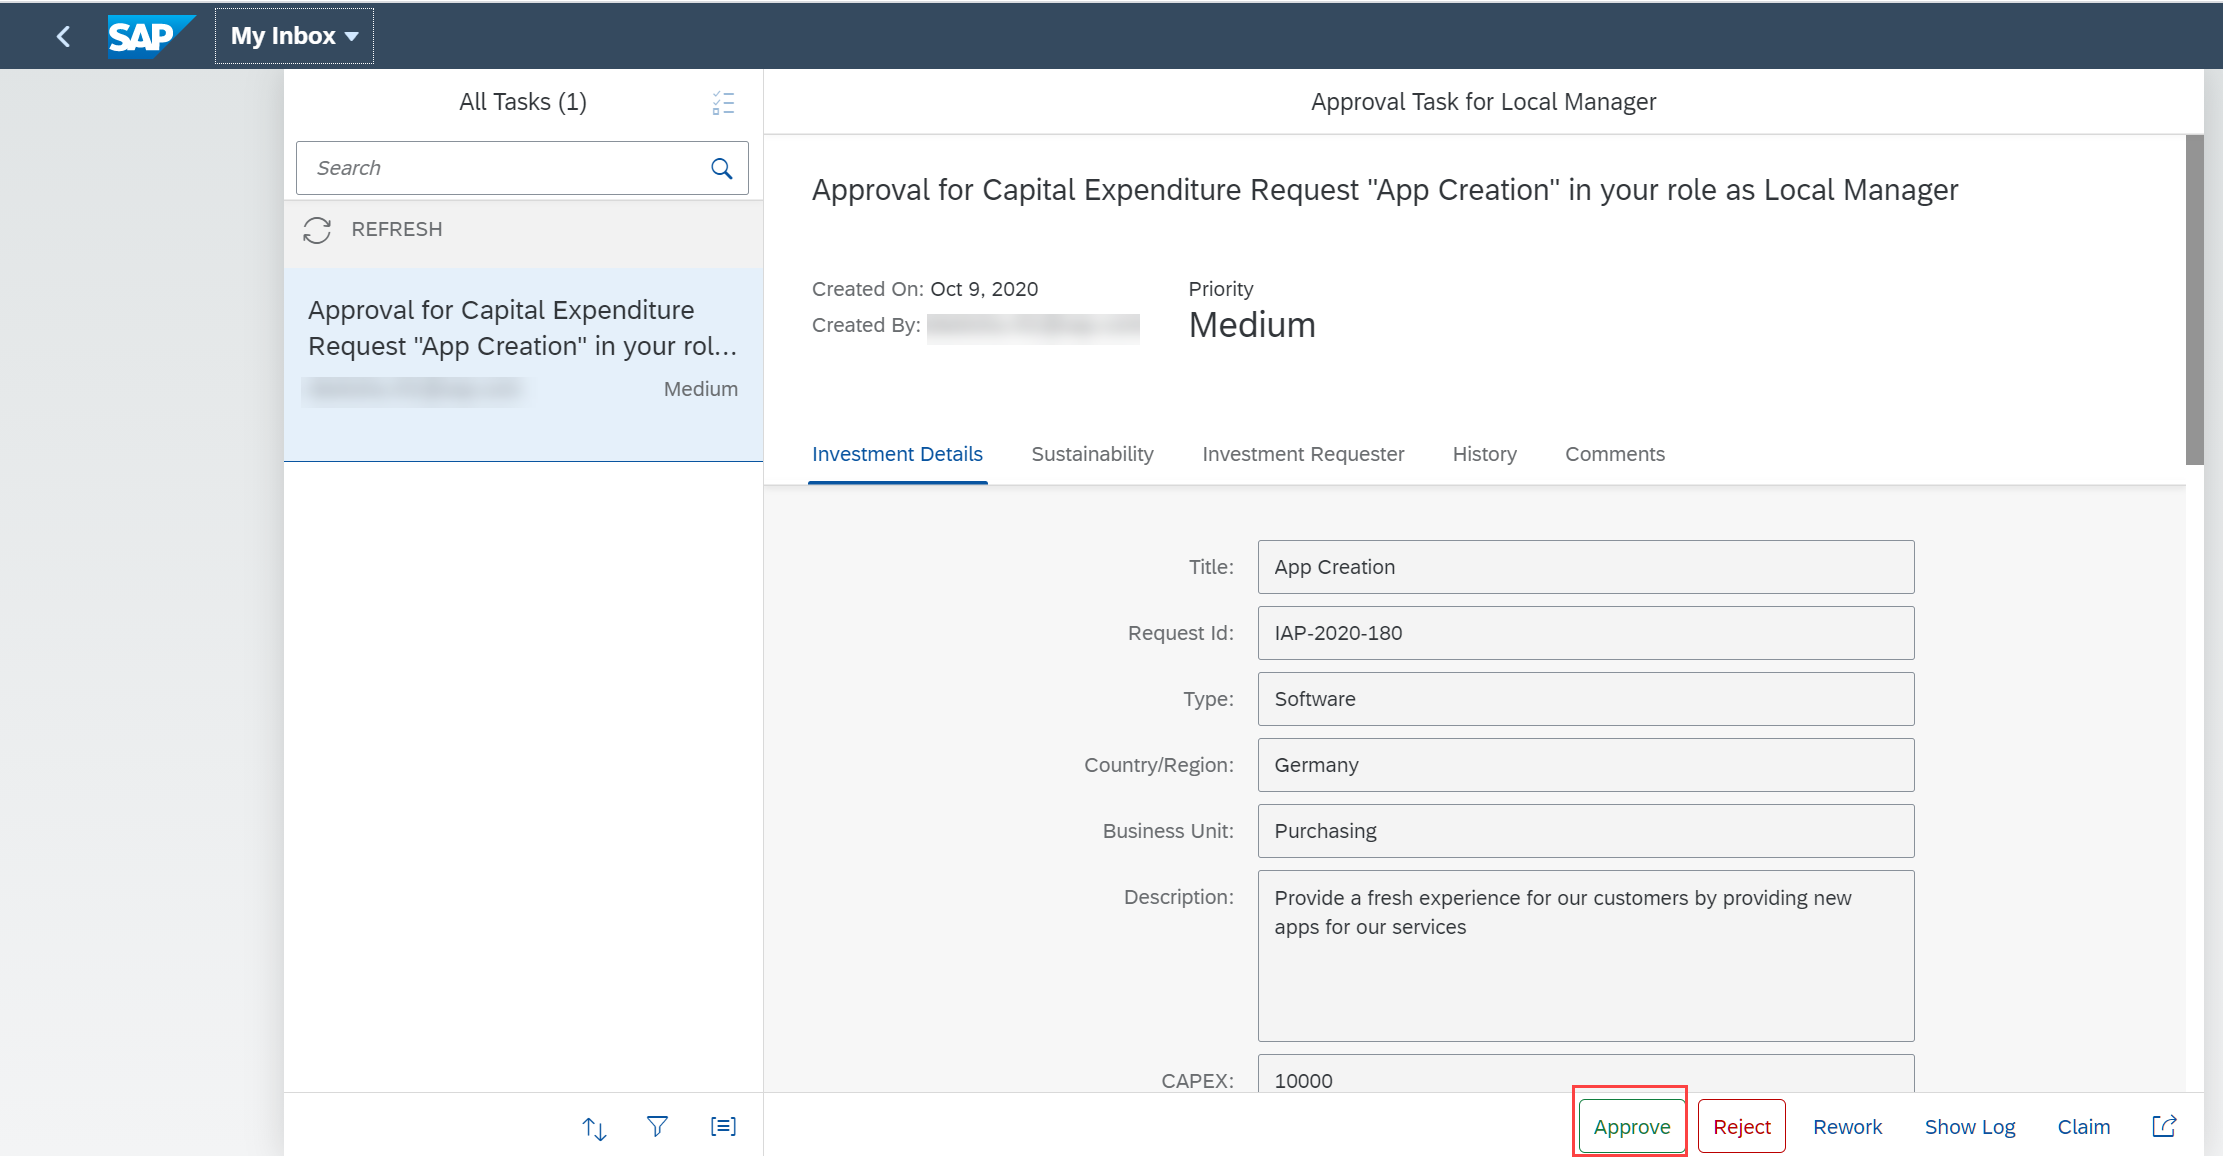 SAP My Inbox
All Tasks (1)
Search
REFRESH
Approval for Capital Expenditure
Request "App Creation" in your rol...
Medium
Approval Task for Local Manager
Approval for Capital Expenditure Request "App Creation" in your role as Local Manager
Created On: Oct 9, 2020
Created By:
Priority
Medium
Investment Details Sustainability Investment Requester History Comments
Title: App Creation
Request Id: IAP-2020-180
Type: Software
Country/Region: Germany
Business Unit: Purchasing
Description: Provide a fresh experience for our customers by providing new
apps for our services
CAPEX: 10000
Approve Reject Rework Show Log Claim